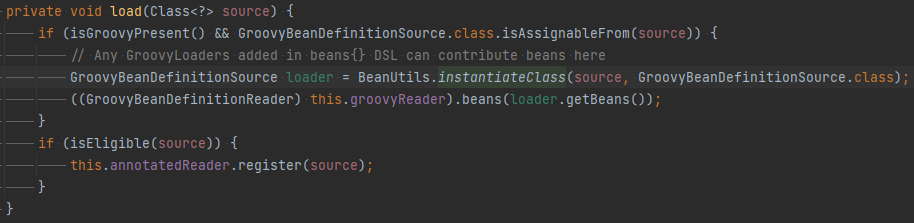 private void load(Class<?> source) {
if (isGroovyPresent() && GroovyBeanDefinitionSource.class.isAssignableFrom(source)) {
// Any GroovyLoaders added in beans{} DSL can contribute beans here
GroovyBeanDefinitionSource loader = BeanUtils.instantiateClass(source, GroovyBeanDefinitionSource.class);
((GroovyBeanDefinitionReader) this.groovyReader).beans(loader.getBeans());
}
if (isEligible(source)) {
this.annotatedReader.register(source);
}
}